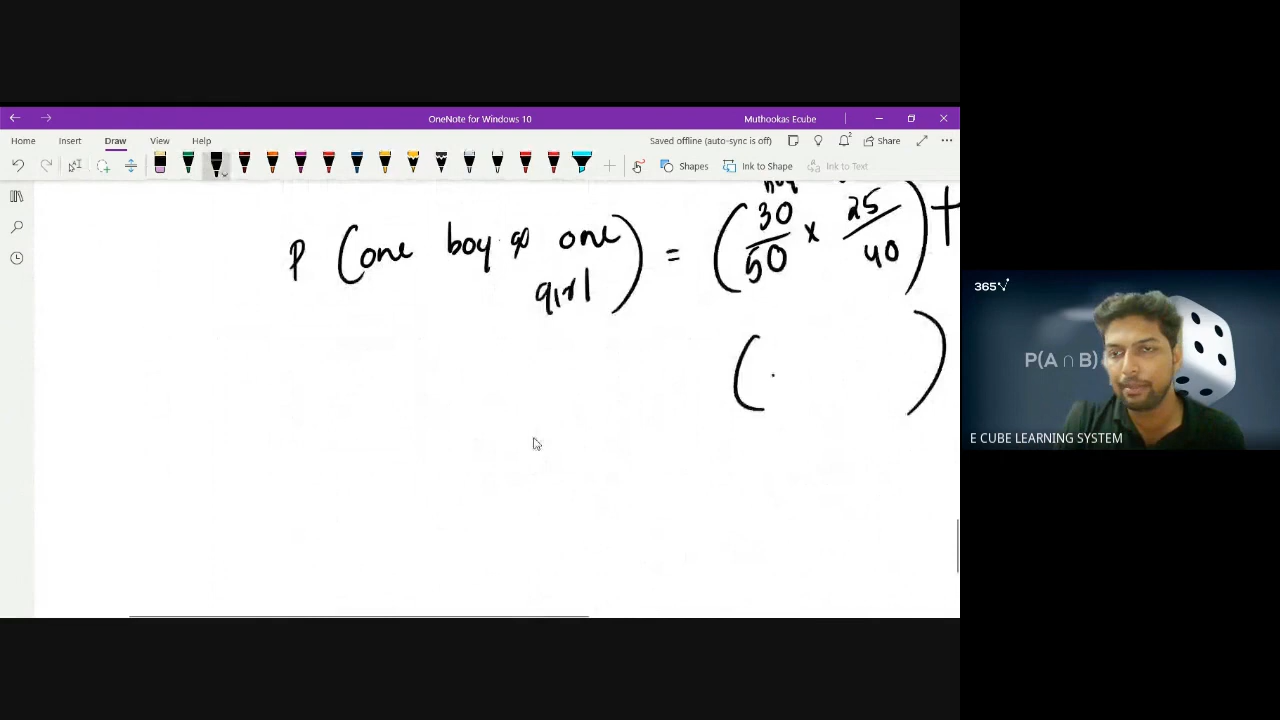 OneNote for Windows 10
Muthookas Ecube
Home Insert Draw View Help
Saved offline (auto-sync is off)
Share
Shapes
Ink to Shape
Ink to Text
P (one boy & one girl) = (30/50 × 25/40) +
( )
365
P(A ∩ B)
E CUBE LEARNING SYSTEM